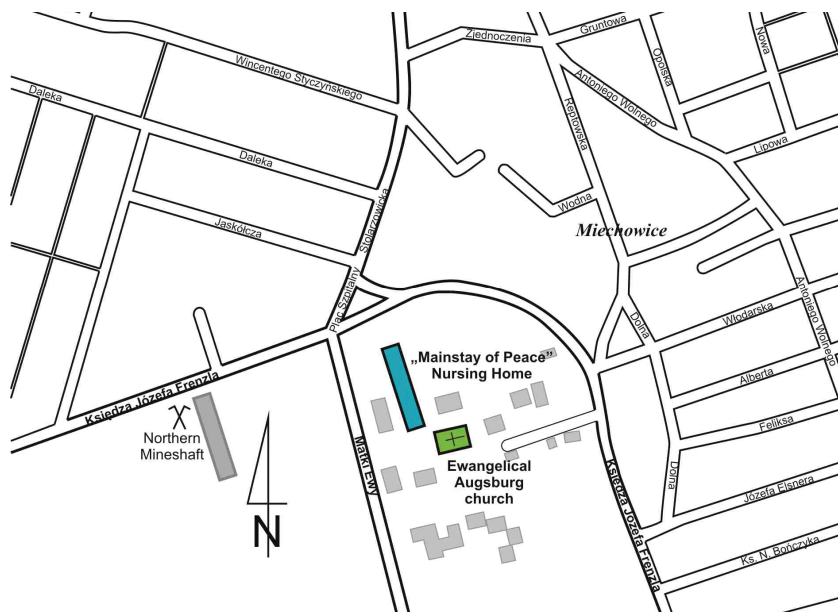 Zjednoczenia
Gruntowa
Nowa
Opolska
Wincentego Styczyńskiego
Antoniego Wolnego
Daleka
Reptowska
Lipowa
Daleka
Wodna
Stolarzowicka
Jaskółcza
Miechowice
Plac Szpitalny
Antoniego Wolnego
Dolna
Włodarska
„Mainstay of Peace”
Nursing Home
Alberta
Księdza Józefa Frenzla
Feliksa
Northern
Mineshaft
Matki Ewy
Ewangelical
Augsburg
church
Dolna
Józefa Elsnera
Księdza Józefa Frenzla
N
Ks. N. Bończyka